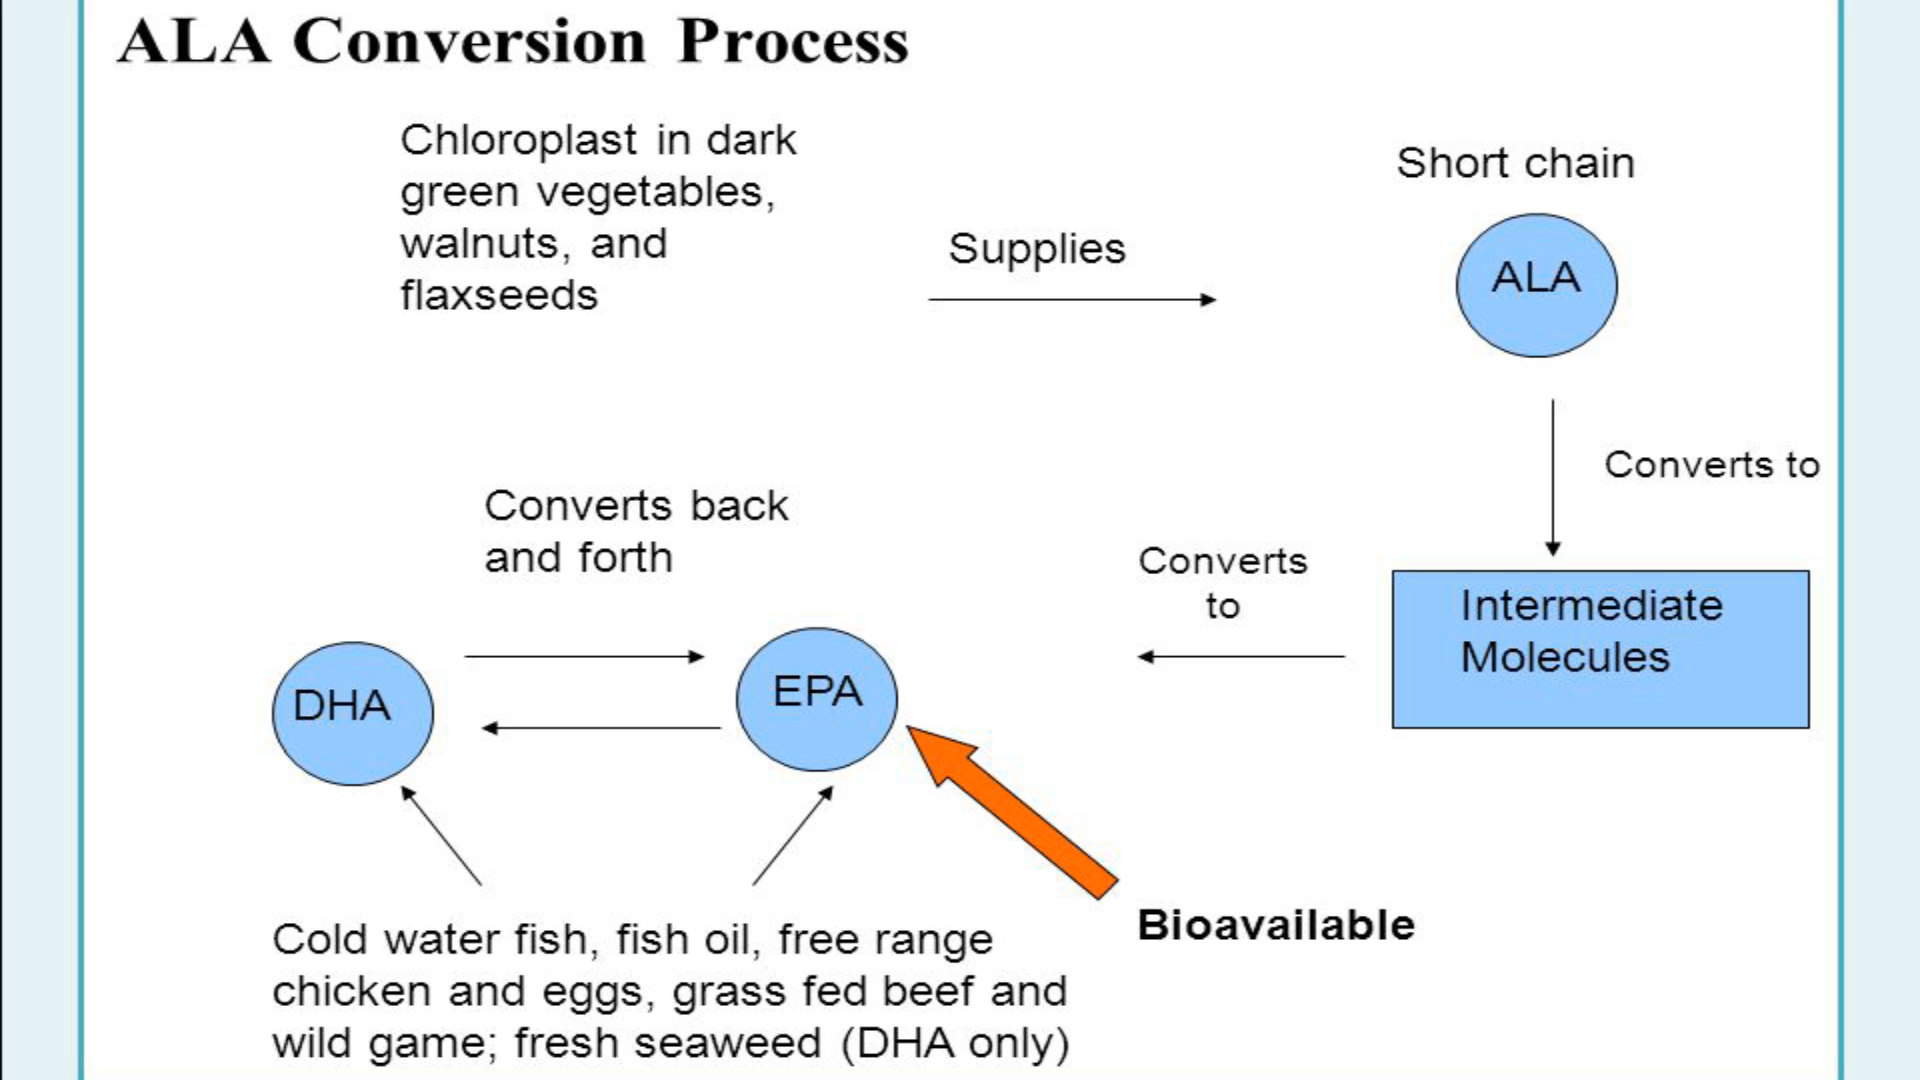 ALA Conversion Process
Chloroplast in dark
green vegetables,
walnuts, and
flaxseeds
Supplies
Short chain
ALA
Converts to
Intermediate
Molecules
Converts
to
Converts back
and forth
DHA
EPA
Bioavailable
Cold water fish, fish oil, free range
chicken and eggs, grass fed beef and
wild game; fresh seaweed (DHA only)